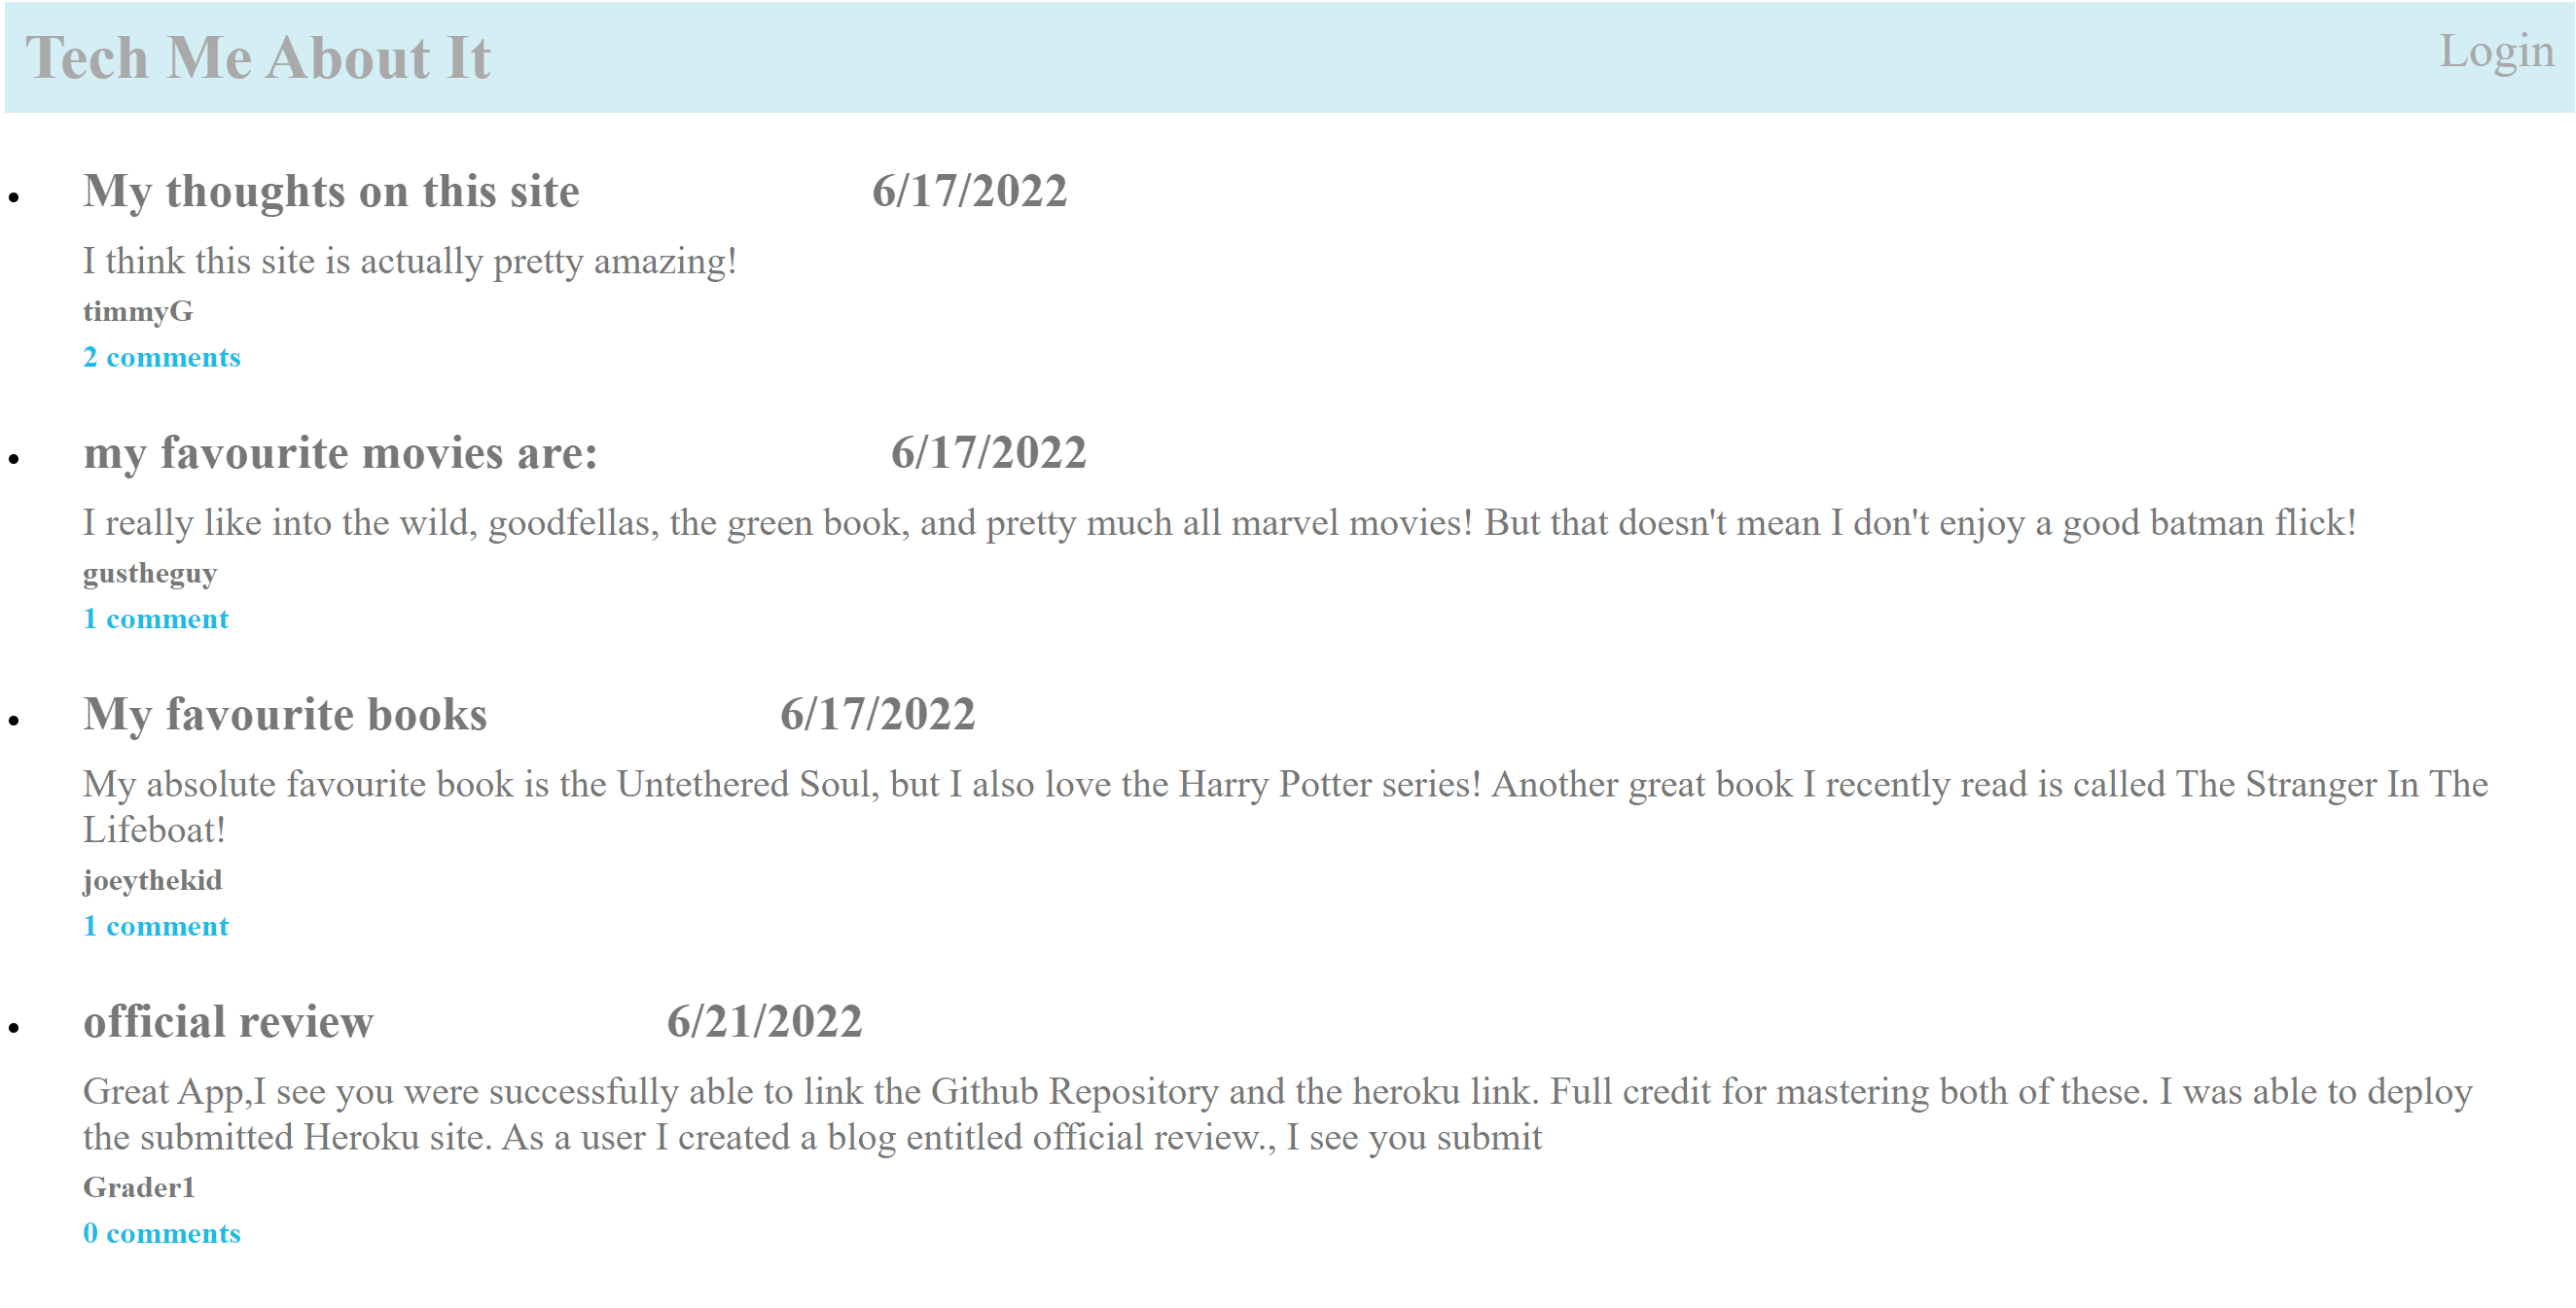 Tech Me About It Login
My thoughts on this site 6/17/2022
I think this site is actually pretty amazing!
timmyG
2 comments
my favourite movies are: 6/17/2022
I really like into the wild, goodfellas, the green book, and pretty much all marvel movies! But that doesn't mean I don't enjoy a good batman flick!
gustheguy
1 comment
My favourite books 6/17/2022
My absolute favourite book is the Untethered Soul, but I also love the Harry Potter series! Another great book I recently read is called The Stranger In The
Lifeboat!
joeythekid
1 comment
official review 6/21/2022
Great App,I see you were successfully able to link the Github Repository and the heroku link. Full credit for mastering both of these. I was able to deploy
the submitted Heroku site. As a user I created a blog entitled official review., I see you submit
Grader1
0 comments